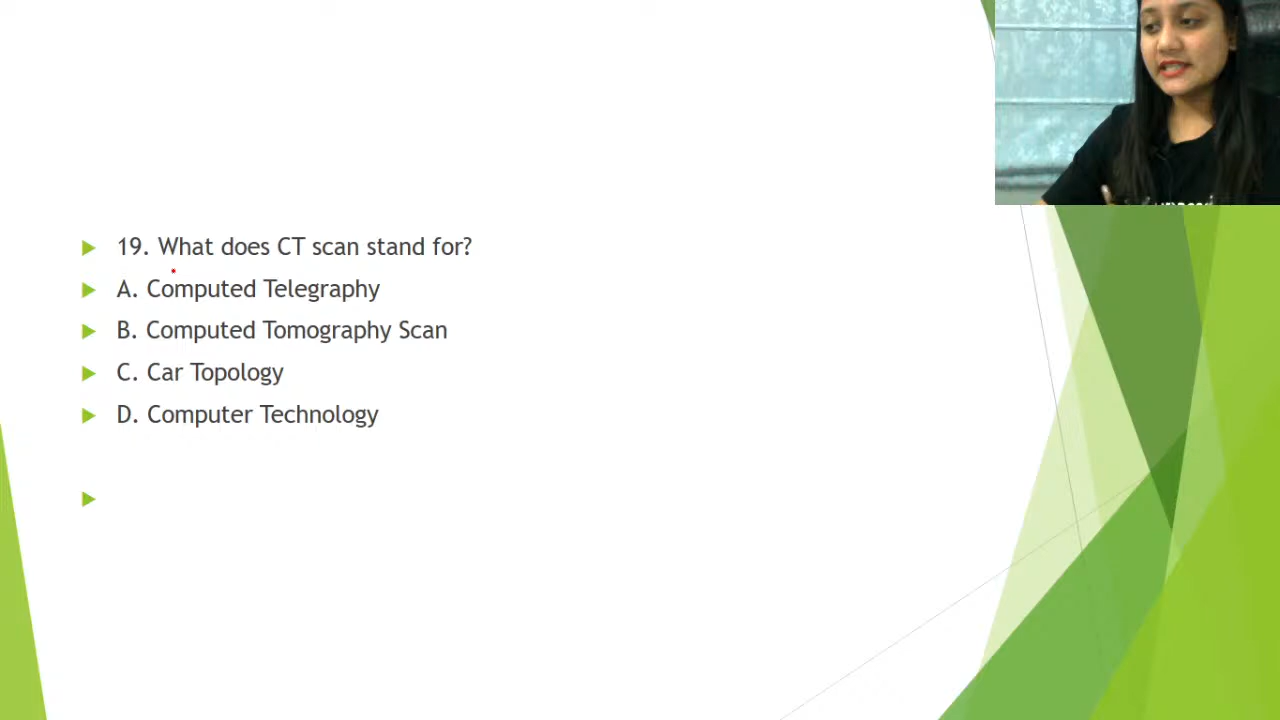 19. What does CT scan stand for?
A. Computed Telegraphy
B. Computed Tomography Scan
C. Car Topology
D. Computer Technology